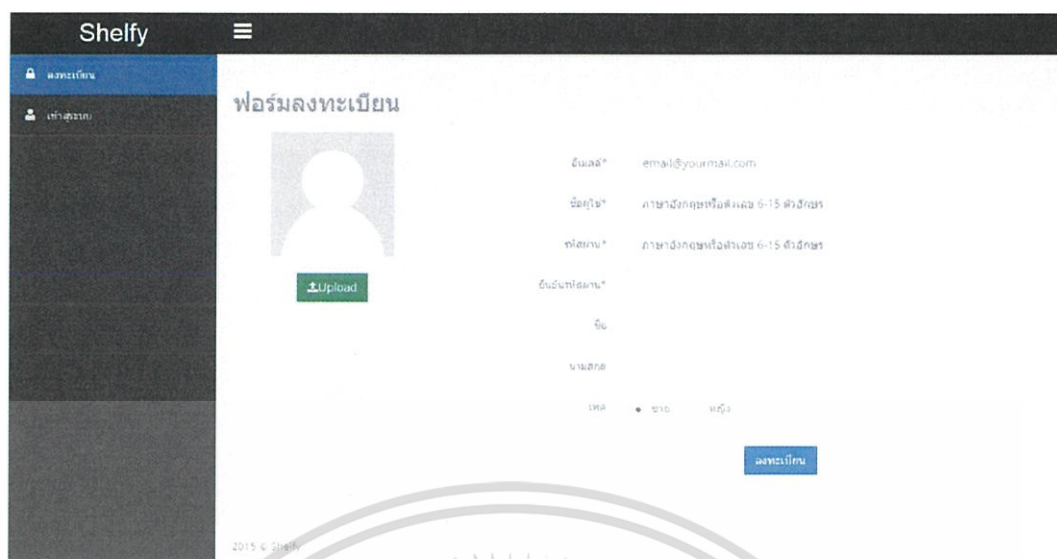 Shelfy
ลงทะเบียน
เข้าสู่ระบบ
ฟอร์มลงทะเบียน
Upload
อีเมลล์* email@yourmail.com
ชื่อผู้ใช้* ภาษาอังกฤษหรือตัวเลข 6-15 ตัวอักษร
รหัสผ่าน* ภาษาอังกฤษหรือตัวเลข 6-15 ตัวอักษร
ยืนยันรหัสผ่าน*
ชื่อ
นามสกุล
เพศ ชาย หญิง
ลงทะเบียน
2015 © Shelfy